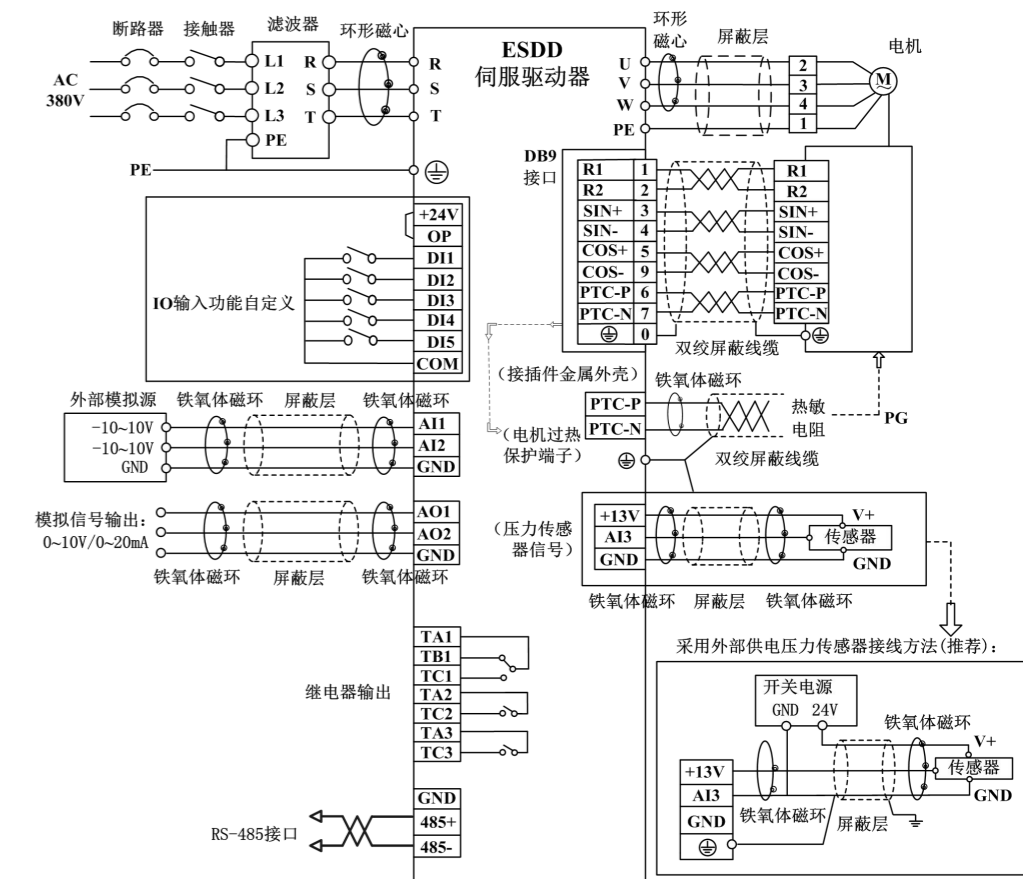 断路器
接触器
滤波器
环形磁心
AC
380V
L1 R
L2 S
L3 T
PE
PE
R
S
T
ESDD
伺服驱动器
U
V
W
PE
环形
磁心
屏蔽层
2
3
4
1
电机
M
DB9
接口
R1 1
R2 2
SIN+ 3
SIN- 4
COS+ 5
COS- 9
PTC-P 6
PTC-N 7
0
R1
R2
SIN+
SIN-
COS+
COS-
PTC-P
PTC-N
双绞屏蔽线缆
(接插件金属外壳)
IO输入功能自定义
+24V
OP
DI1
DI2
DI3
DI4
DI5
COM
外部模拟源
铁氧体磁环
屏蔽层
铁氧体磁环
-10~10V
-10~10V
GND
AI1
AI2
GND
模拟信号输出:
0~10V/0~20mA
AO1
AO2
GND
铁氧体磁环
屏蔽层
铁氧体磁环
铁氧体磁环
PTC-P
PTC-N
(电机过热
保护端子)
热敏
电阻
PG
双绞屏蔽线缆
(压力传感
器信号)
+13V
AI3
GND
V+
传感器
GND
铁氧体磁环
屏蔽层
铁氧体磁环
继电器输出
TA1
TB1
TC1
TA2
TC2
TA3
TC3
RS-485接口
GND
485+
485-
采用外部供电压力传感器接线方法(推荐):
开关电源
GND 24V
铁氧体磁环
V+
传感器
GND
+13V
AI3
GND
铁氧体磁环
屏蔽层